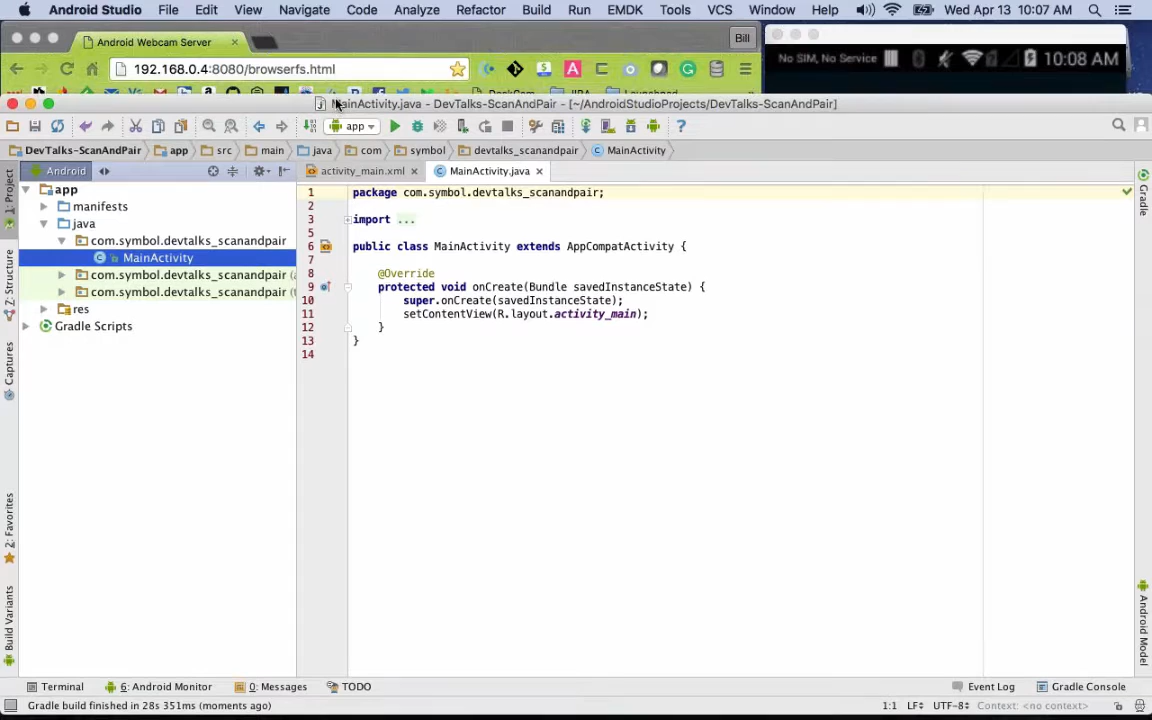 Android Studio File Edit View Navigate Code Analyze Refactor Build Run EMDK Tools VCS Window Help Wed Apr 13 10:07 AM
Android Webcam Server
Bill
No SIM, No Service 10:08 AM
192.168.0.4:8080/browserfs.html
MainActivity.java - DevTalks-ScanAndPair - [~/AndroidStudioProjects/DevTalks-ScanAndPair]
app
DevTalks-ScanAndPair app src main java com symbol devtalks_scanandpair MainActivity
Android
activity_main.xml MainActivity.java
1: Project
Z: Structure
Captures
2: Favorites
Build Variants
app
manifests
java
com.symbol.devtalks_scanandpair
MainActivity
com.symbol.devtalks_scanandpair
com.symbol.devtalks_scanandpair
res
Gradle Scripts
1 package com.symbol.devtalks_scanandpair;
2
3 import ...
5
6 public class MainActivity extends AppCompatActivity {
7
8 @Override
9 protected void onCreate(Bundle savedInstanceState) {
10 super.onCreate(savedInstanceState);
11 setContentView(R.layout.activity_main);
12 }
13 }
14
Gradle
Android Model
Terminal 6: Android Monitor 0: Messages TODO Event Log Gradle Console
Gradle build finished in 28s 351ms (moments ago) 1:1 LF UTF-8 Context: <no context>